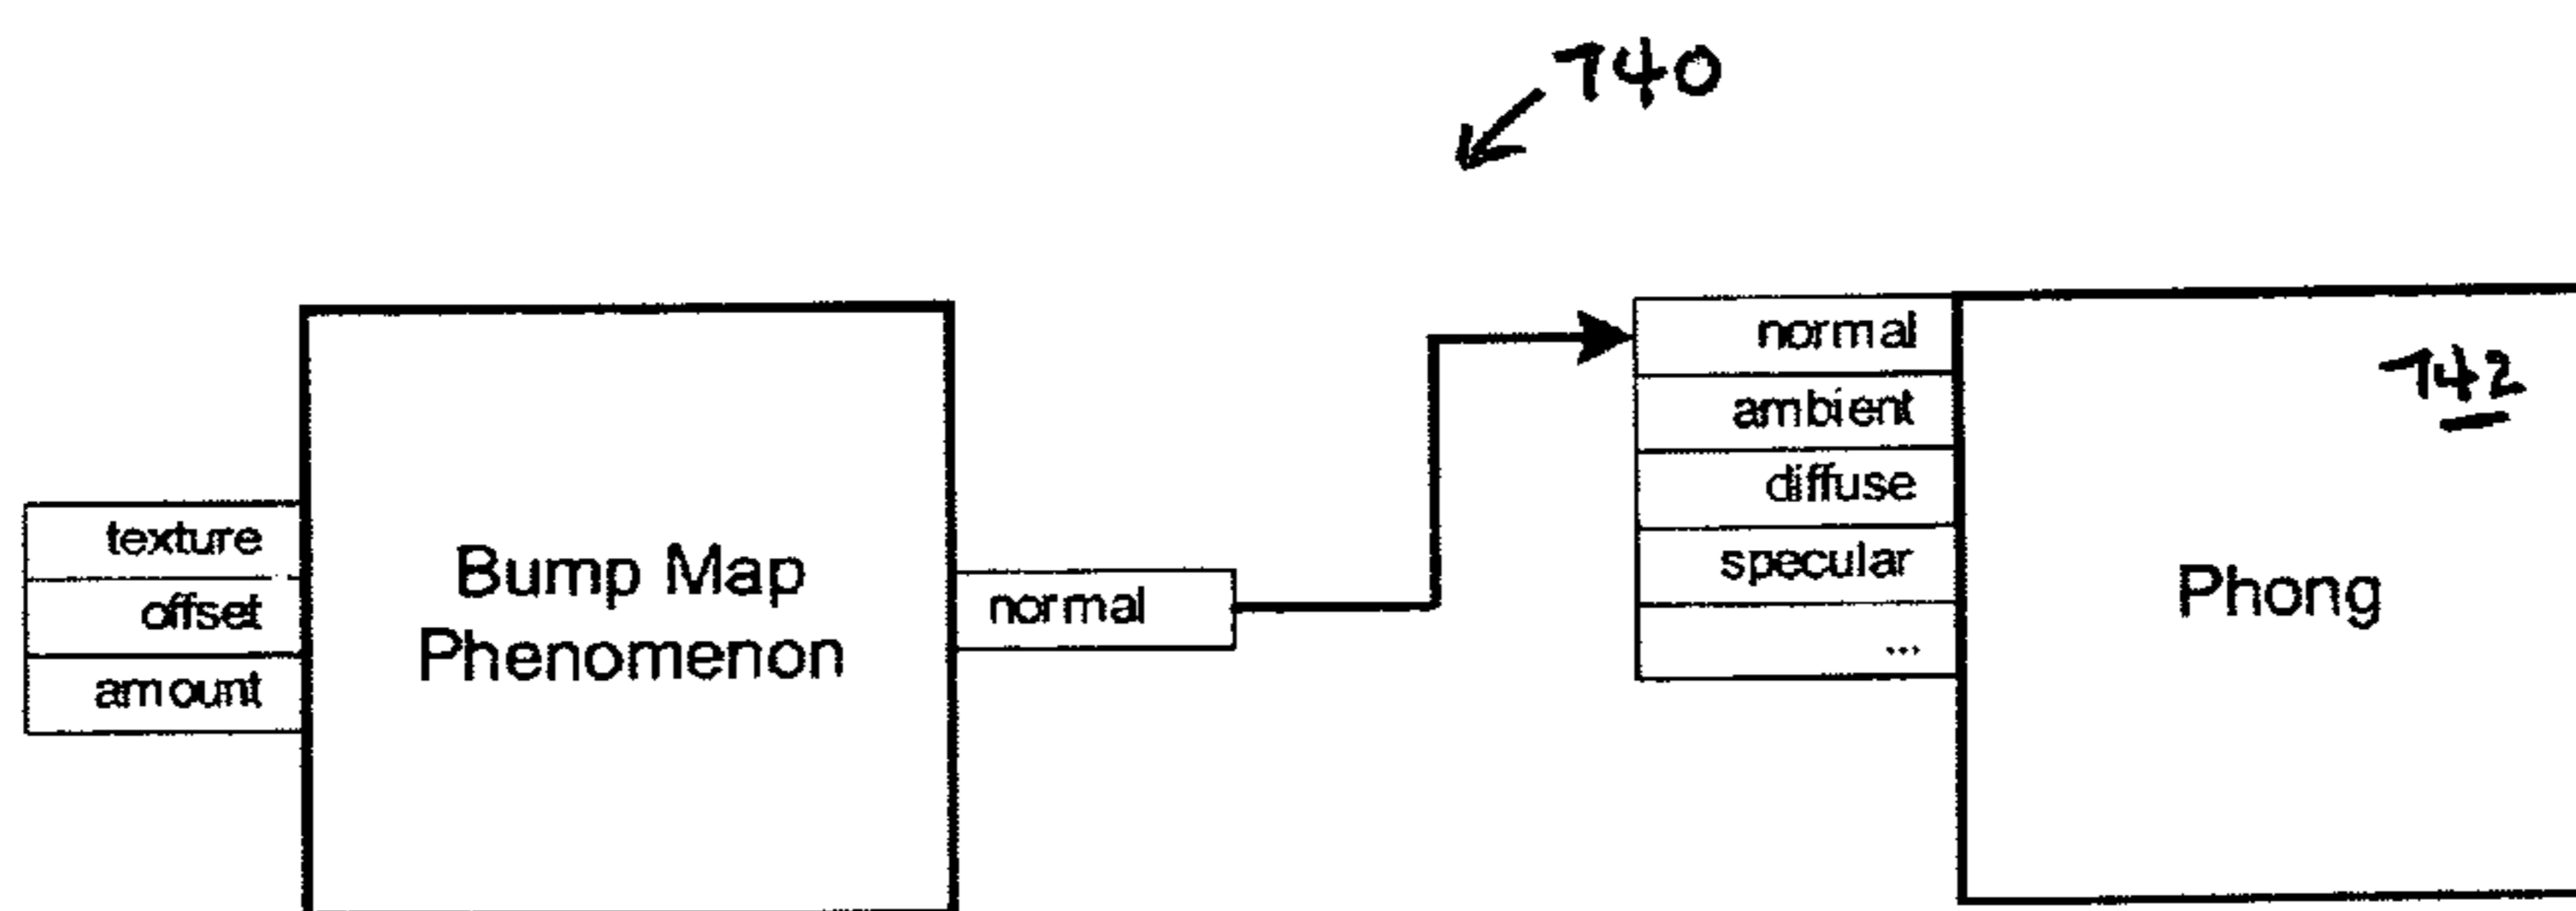 740
texture
offset
amount
Bump Map
Phenomenon
normal
normal
ambient
diffuse
specular
...
742
Phong